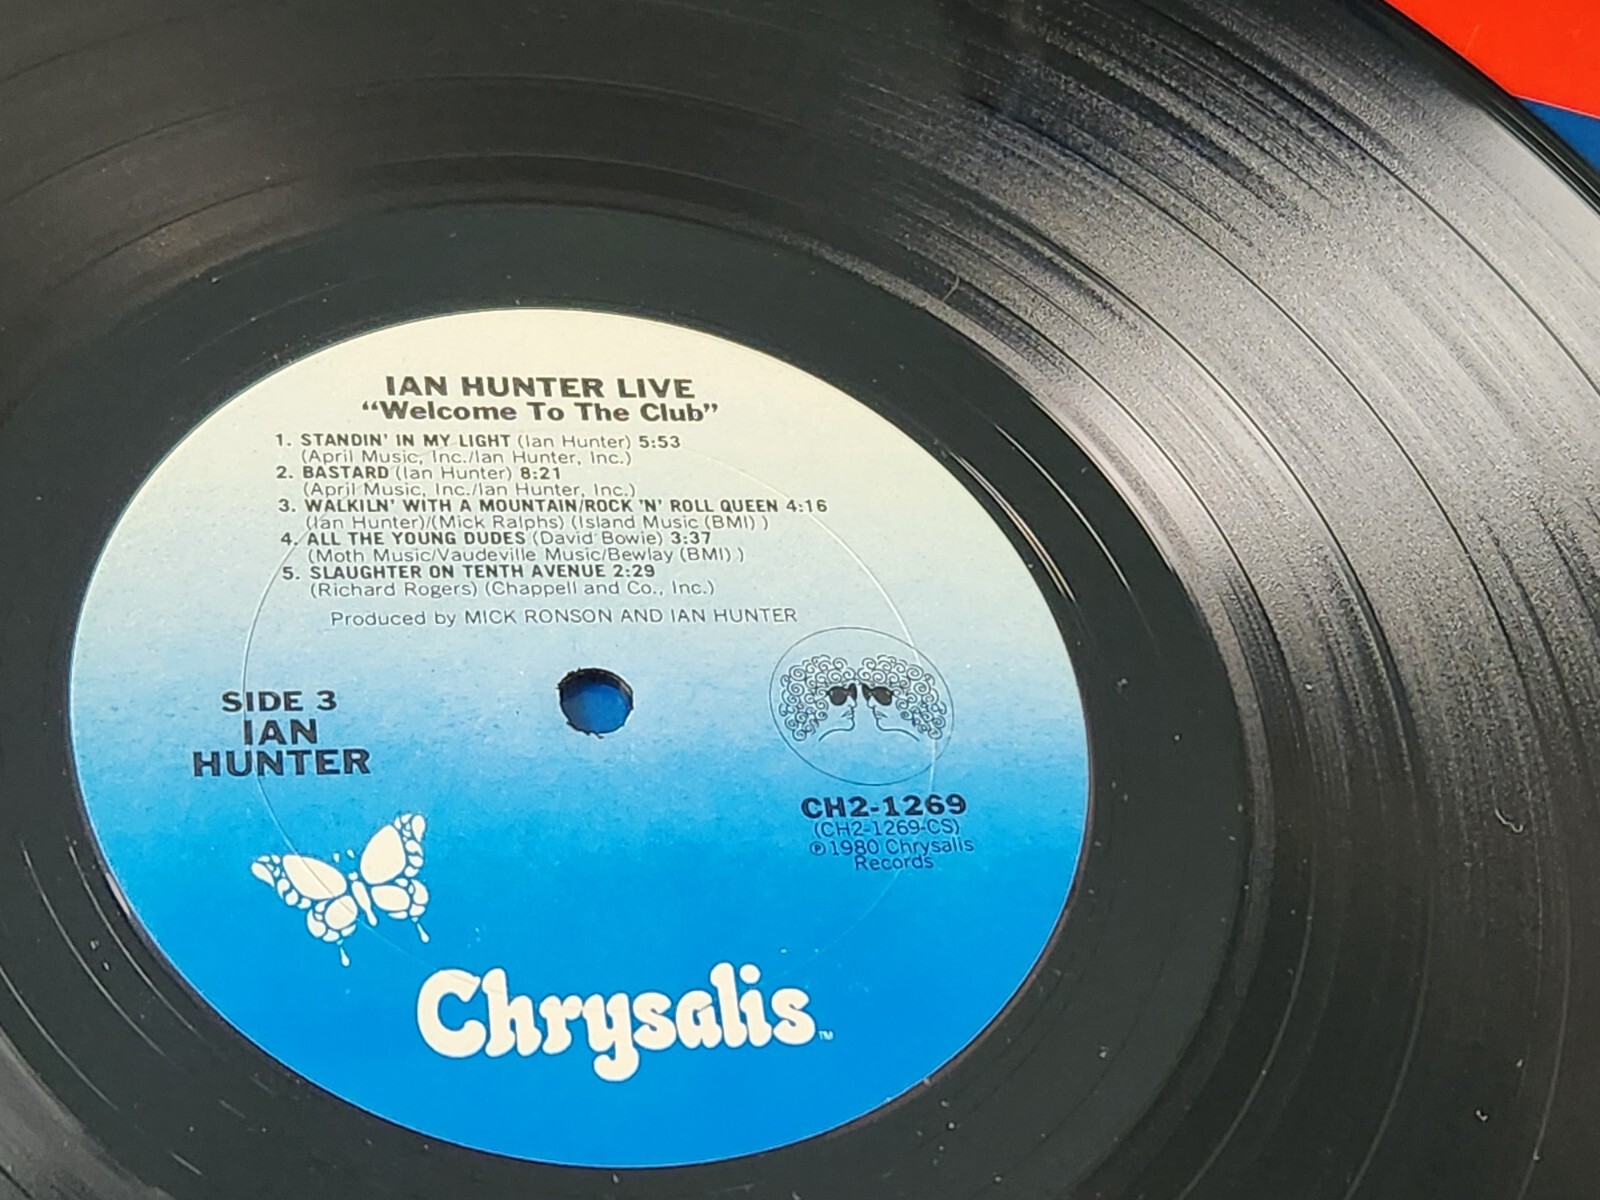 IAN HUNTER LIVE
“Welcome To The Club”
1. STANDIN' IN MY LIGHT (Ian Hunter) 5:53
(April Music, Inc./Ian Hunter, Inc.)
2. BASTARD (Ian Hunter) 8:21
(April Music, Inc./Ian Hunter, Inc.)
3. WALKILN' WITH A MOUNTAIN/ROCK 'N' ROLL QUEEN 4:16
(Ian Hunter)/(Mick Ralphs) (Island Music (BMI) )
4. ALL THE YOUNG DUDES (David Bowie) 3:37
(Moth Music/Vaudeville Music/Bewlay (BMI) )
5. SLAUGHTER ON TENTH AVENUE 2:29
(Richard Rogers) (Chappell and Co., Inc.)
Produced by MICK RONSON AND IAN HUNTER
SIDE 3
IAN
HUNTER
CH2-1269
(CH2-1269-CS)
℗1980 Chrysalis
Records
Chrysalis™